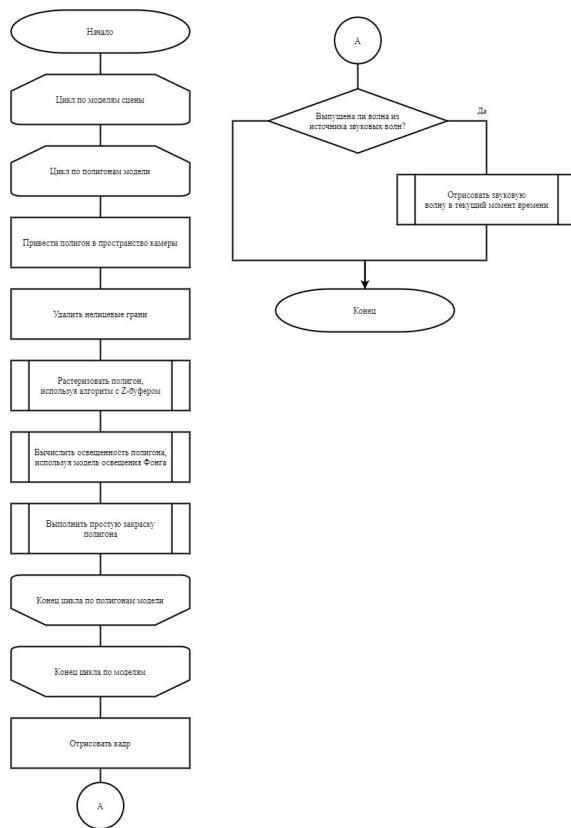 Начало
Цикл по моделям сцены
Цикл по полигонам модели
Привести полигон в пространство камеры
Удалить нелицевые грани
Растеризовать полигон,
используя алгоритм с Z-буфером
Вычислить освещенность полигона,
используя модель освещения Фонга
Выполнить простую закраску
полигона
Конец цикла по полигонам модели
Конец цикла по моделям
Отрисовать кадр
А
А
Выпущена ли волна из
источника звуковых волн?
Да
Отрисовать звуковую
волну в текущий момент времени
Конец